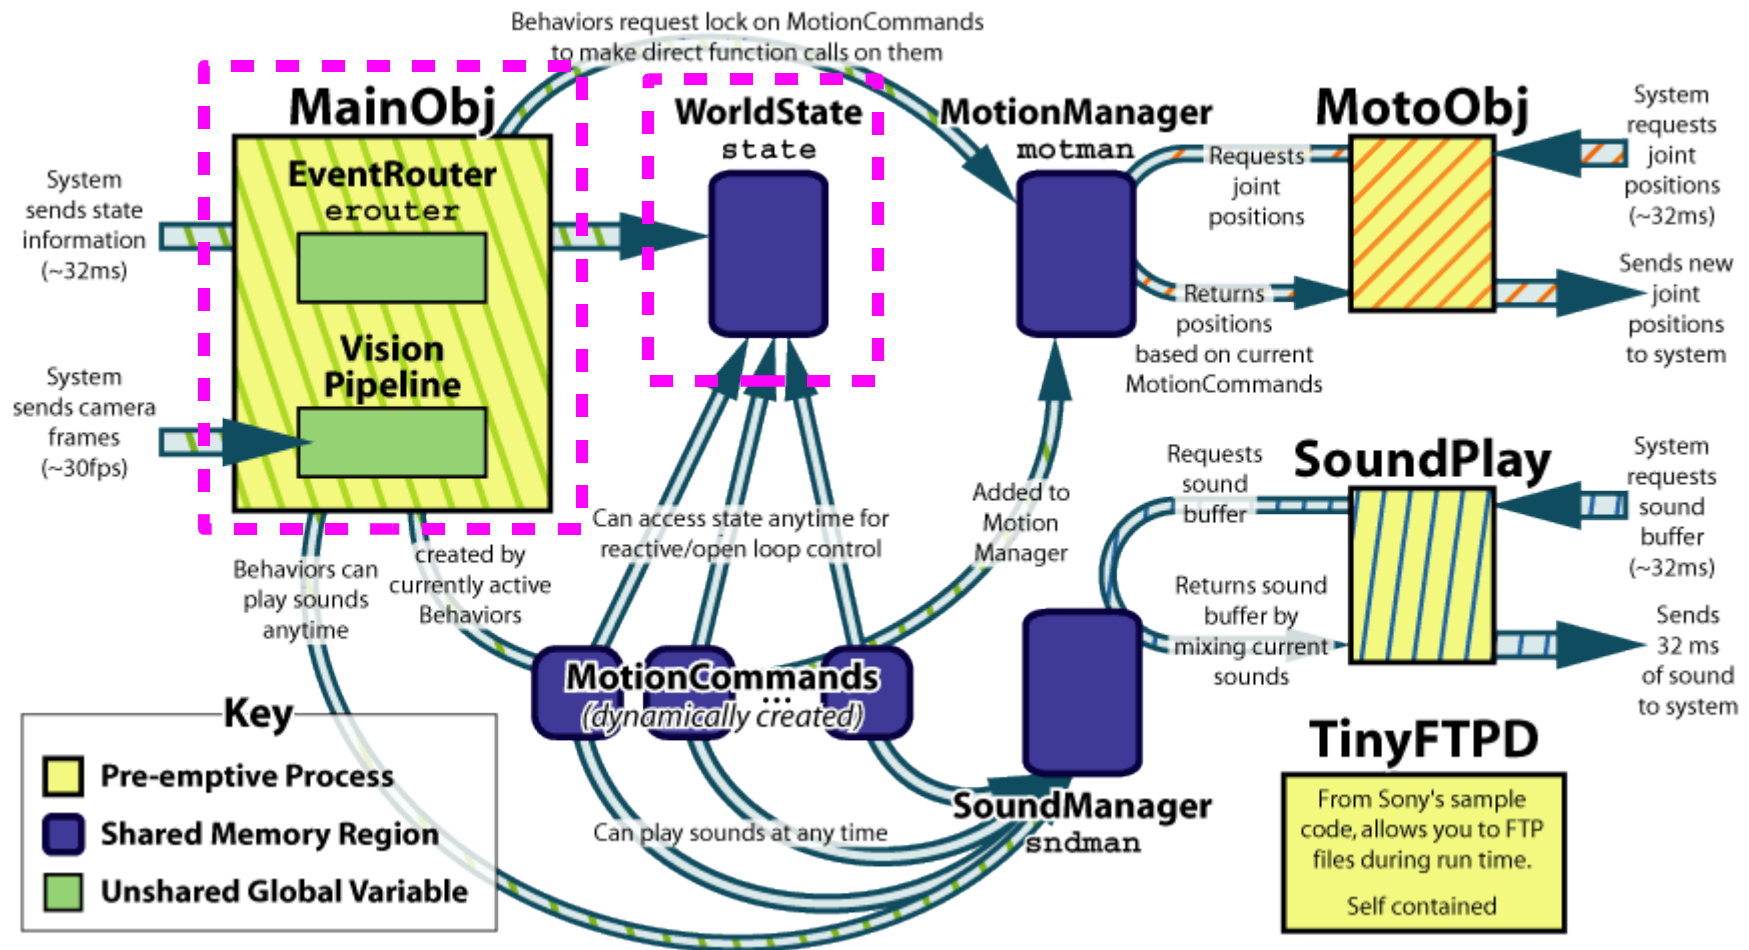 Behaviors request lock on MotionCommands
to make direct function calls on them
MainObj
EventRouter
erouter
Vision
Pipeline
System
sends state
information
(~32ms)
System
sends camera
frames
(~30fps)
WorldState
state
MotionManager
motman
Requests
joint
positions
Returns
positions
based on current
MotionCommands
MotoObj
System
requests
joint
positions
(~32ms)
Sends new
joint
positions
to system
Can access state anytime for
reactive/open loop control
Added to
Motion
Manager
Behaviors can
play sounds
anytime
created by
currently active
Behaviors
MotionCommands
...
(dynamically created)
Requests
sound
buffer
Returns sound
buffer by
mixing current
sounds
SoundPlay
System
requests
sound
buffer
(~32ms)
Sends
32 ms
of sound
to system
Can play sounds at any time
SoundManager
sndman
Key
Pre-emptive Process
Shared Memory Region
Unshared Global Variable
TinyFTPD
From Sony's sample
code, allows you to FTP
files during run time.
Self contained